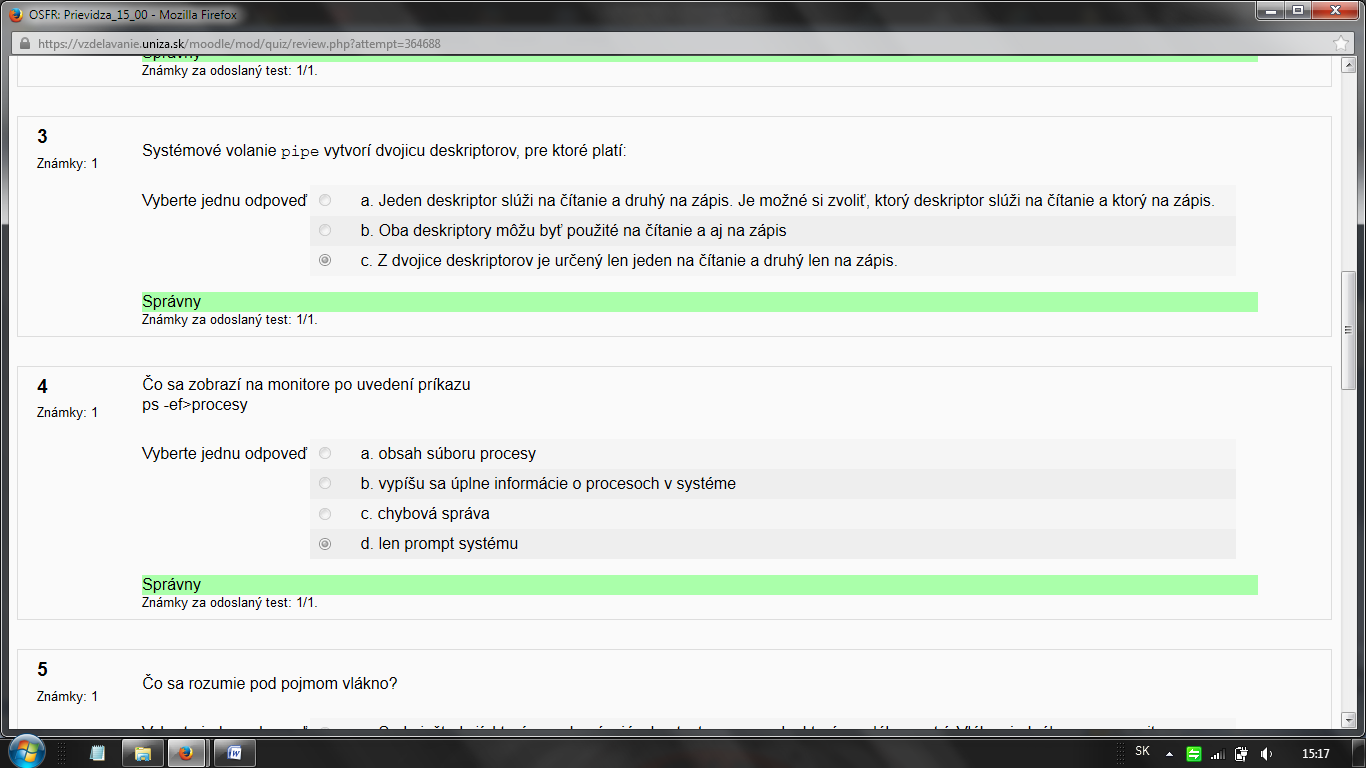 OSFR: Prievidza_15_00 - Mozilla Firefox
https://vzdelavanie.uniza.sk/moodle/mod/quiz/review.php?attempt=364688
Správny
Známky za odoslaný test: 1/1.
3
Známky: 1
Systémové volanie pipe vytvorí dvojicu deskriptorov, pre ktoré platí:
Vyberte jednu odpoveď
a. Jeden deskriptor slúži na čítanie a druhý na zápis. Je možné si zvoliť, ktorý deskriptor slúži na čítanie a ktorý na zápis.
b. Oba deskriptory môžu byť použité na čítanie a aj na zápis
c. Z dvojice deskriptorov je určený len jeden na čítanie a druhý len na zápis.
Správny
Známky za odoslaný test: 1/1.
4
Známky: 1
Čo sa zobrazí na monitore po uvedení príkazu
ps -ef>procesy
Vyberte jednu odpoveď
a. obsah súboru procesy
b. vypíšu sa úplne informácie o procesoch v systéme
c. chybová správa
d. len prompt systému
Správny
Známky za odoslaný test: 1/1.
5
Známky: 1
Čo sa rozumie pod pojmom vlákno?
SK
15:17